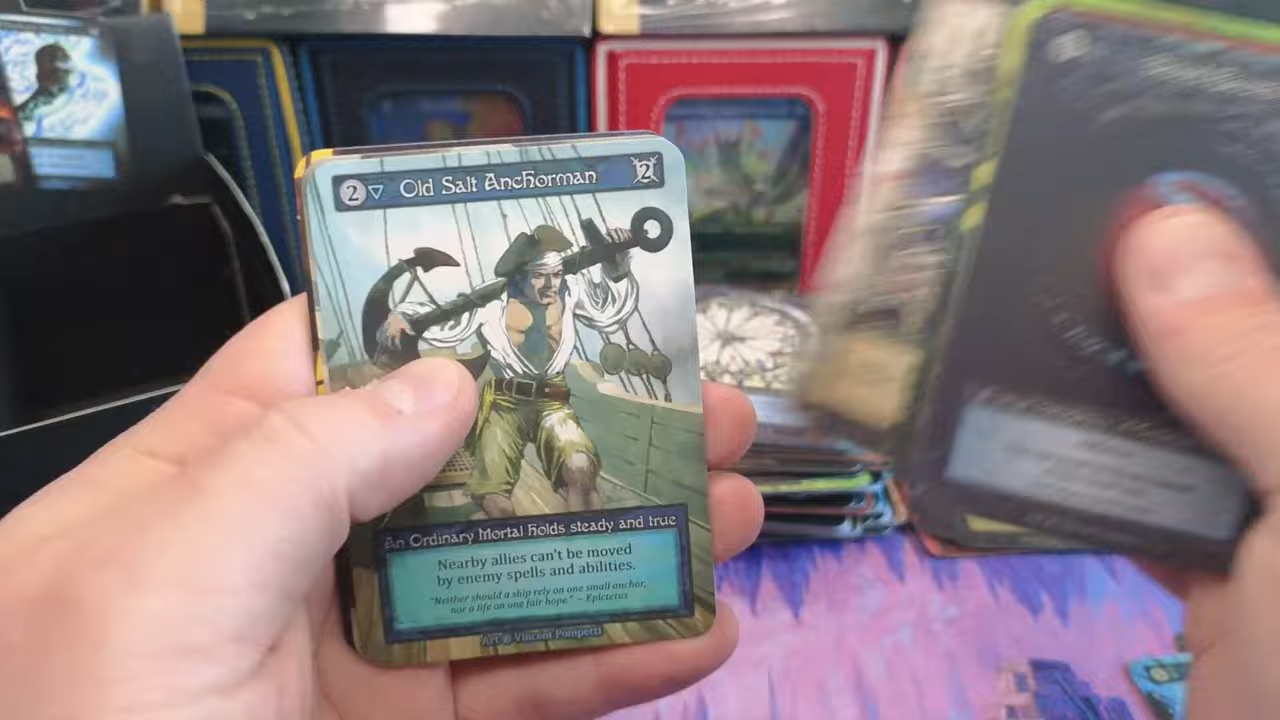 2 Old Salt Anchorman 2
An Ordinary Mortal holds steady and true
Nearby allies can't be moved
by enemy spells and abilities.
"Neither should a ship rely on one small anchor,
nor a life on one fair hope." – Epictetus
Art © Vincent Pompetti